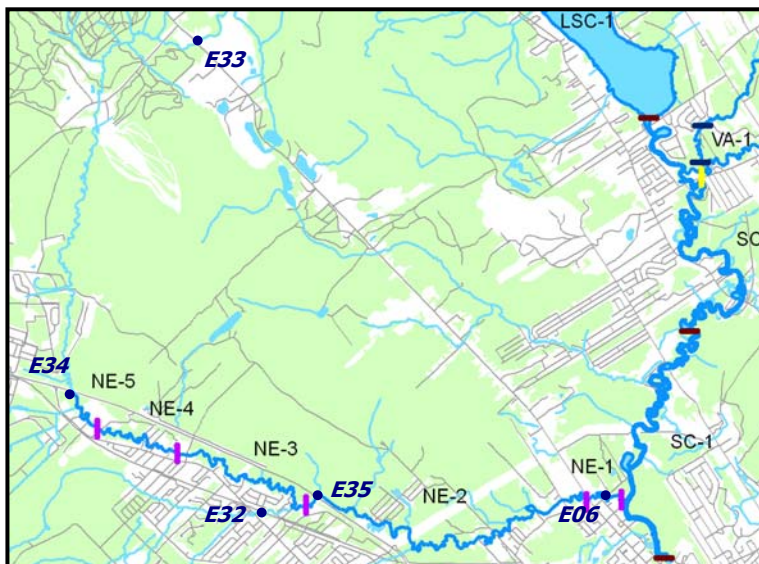 LSC-1
E33
VA-1
SC
E34
NE-5
NE-4
NE-3
SC-1
NE-1
E35
NE-2
E32
E06